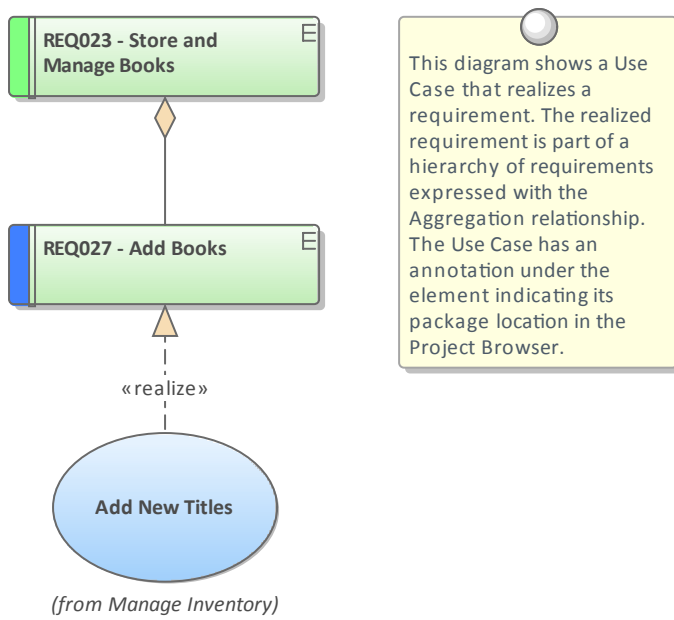 REQ023 - Store and
Manage Books
E
REQ027 - Add Books
E
«realize»
Add New Titles
(from Manage Inventory)
This diagram shows a Use
Case that realizes a
requirement. The realized
requirement is part of a
hierarchy of requirements
expressed with the
Aggregation relationship.
The Use Case has an
annotation under the
element indicating its
package location in the
Project Browser.